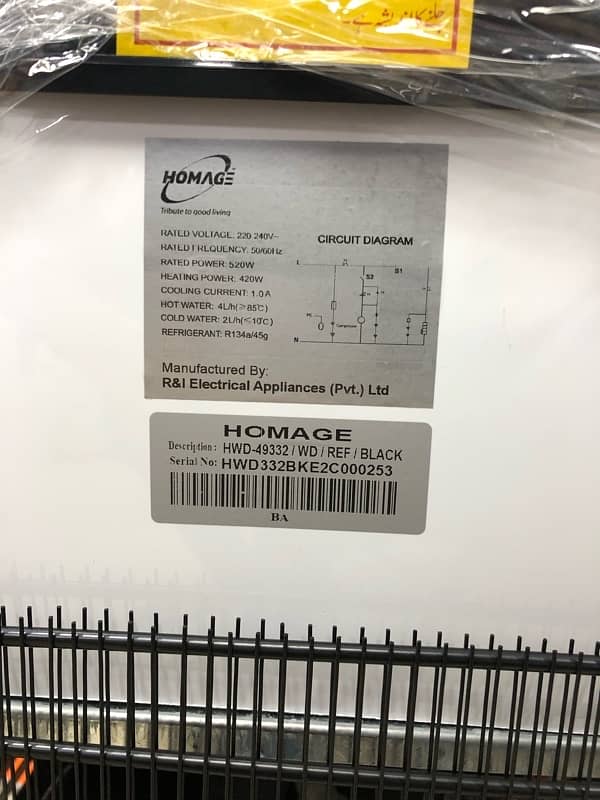 HOMAGE
Tribute to good living
RATED VOLTAGE: 220 240V~
RATED FREQUENCY: 50/60Hz
RATED POWER: 520W
HEATING POWER: 420W
COOLING CURRENT: 1.0 A
HOT WATER: 4L/h(≥85℃)
COLD WATER: 2L/h(≤10℃)
REFRIGERANT: R134a/45g
CIRCUIT DIAGRAM
L
S3
S1
N
Manufactured By:
R&I Electrical Appliances (Pvt.) Ltd
HOMAGE
Description: HWD-49332 / WD / REF / BLACK
Serial No: HWD332BKE2C000253
BA